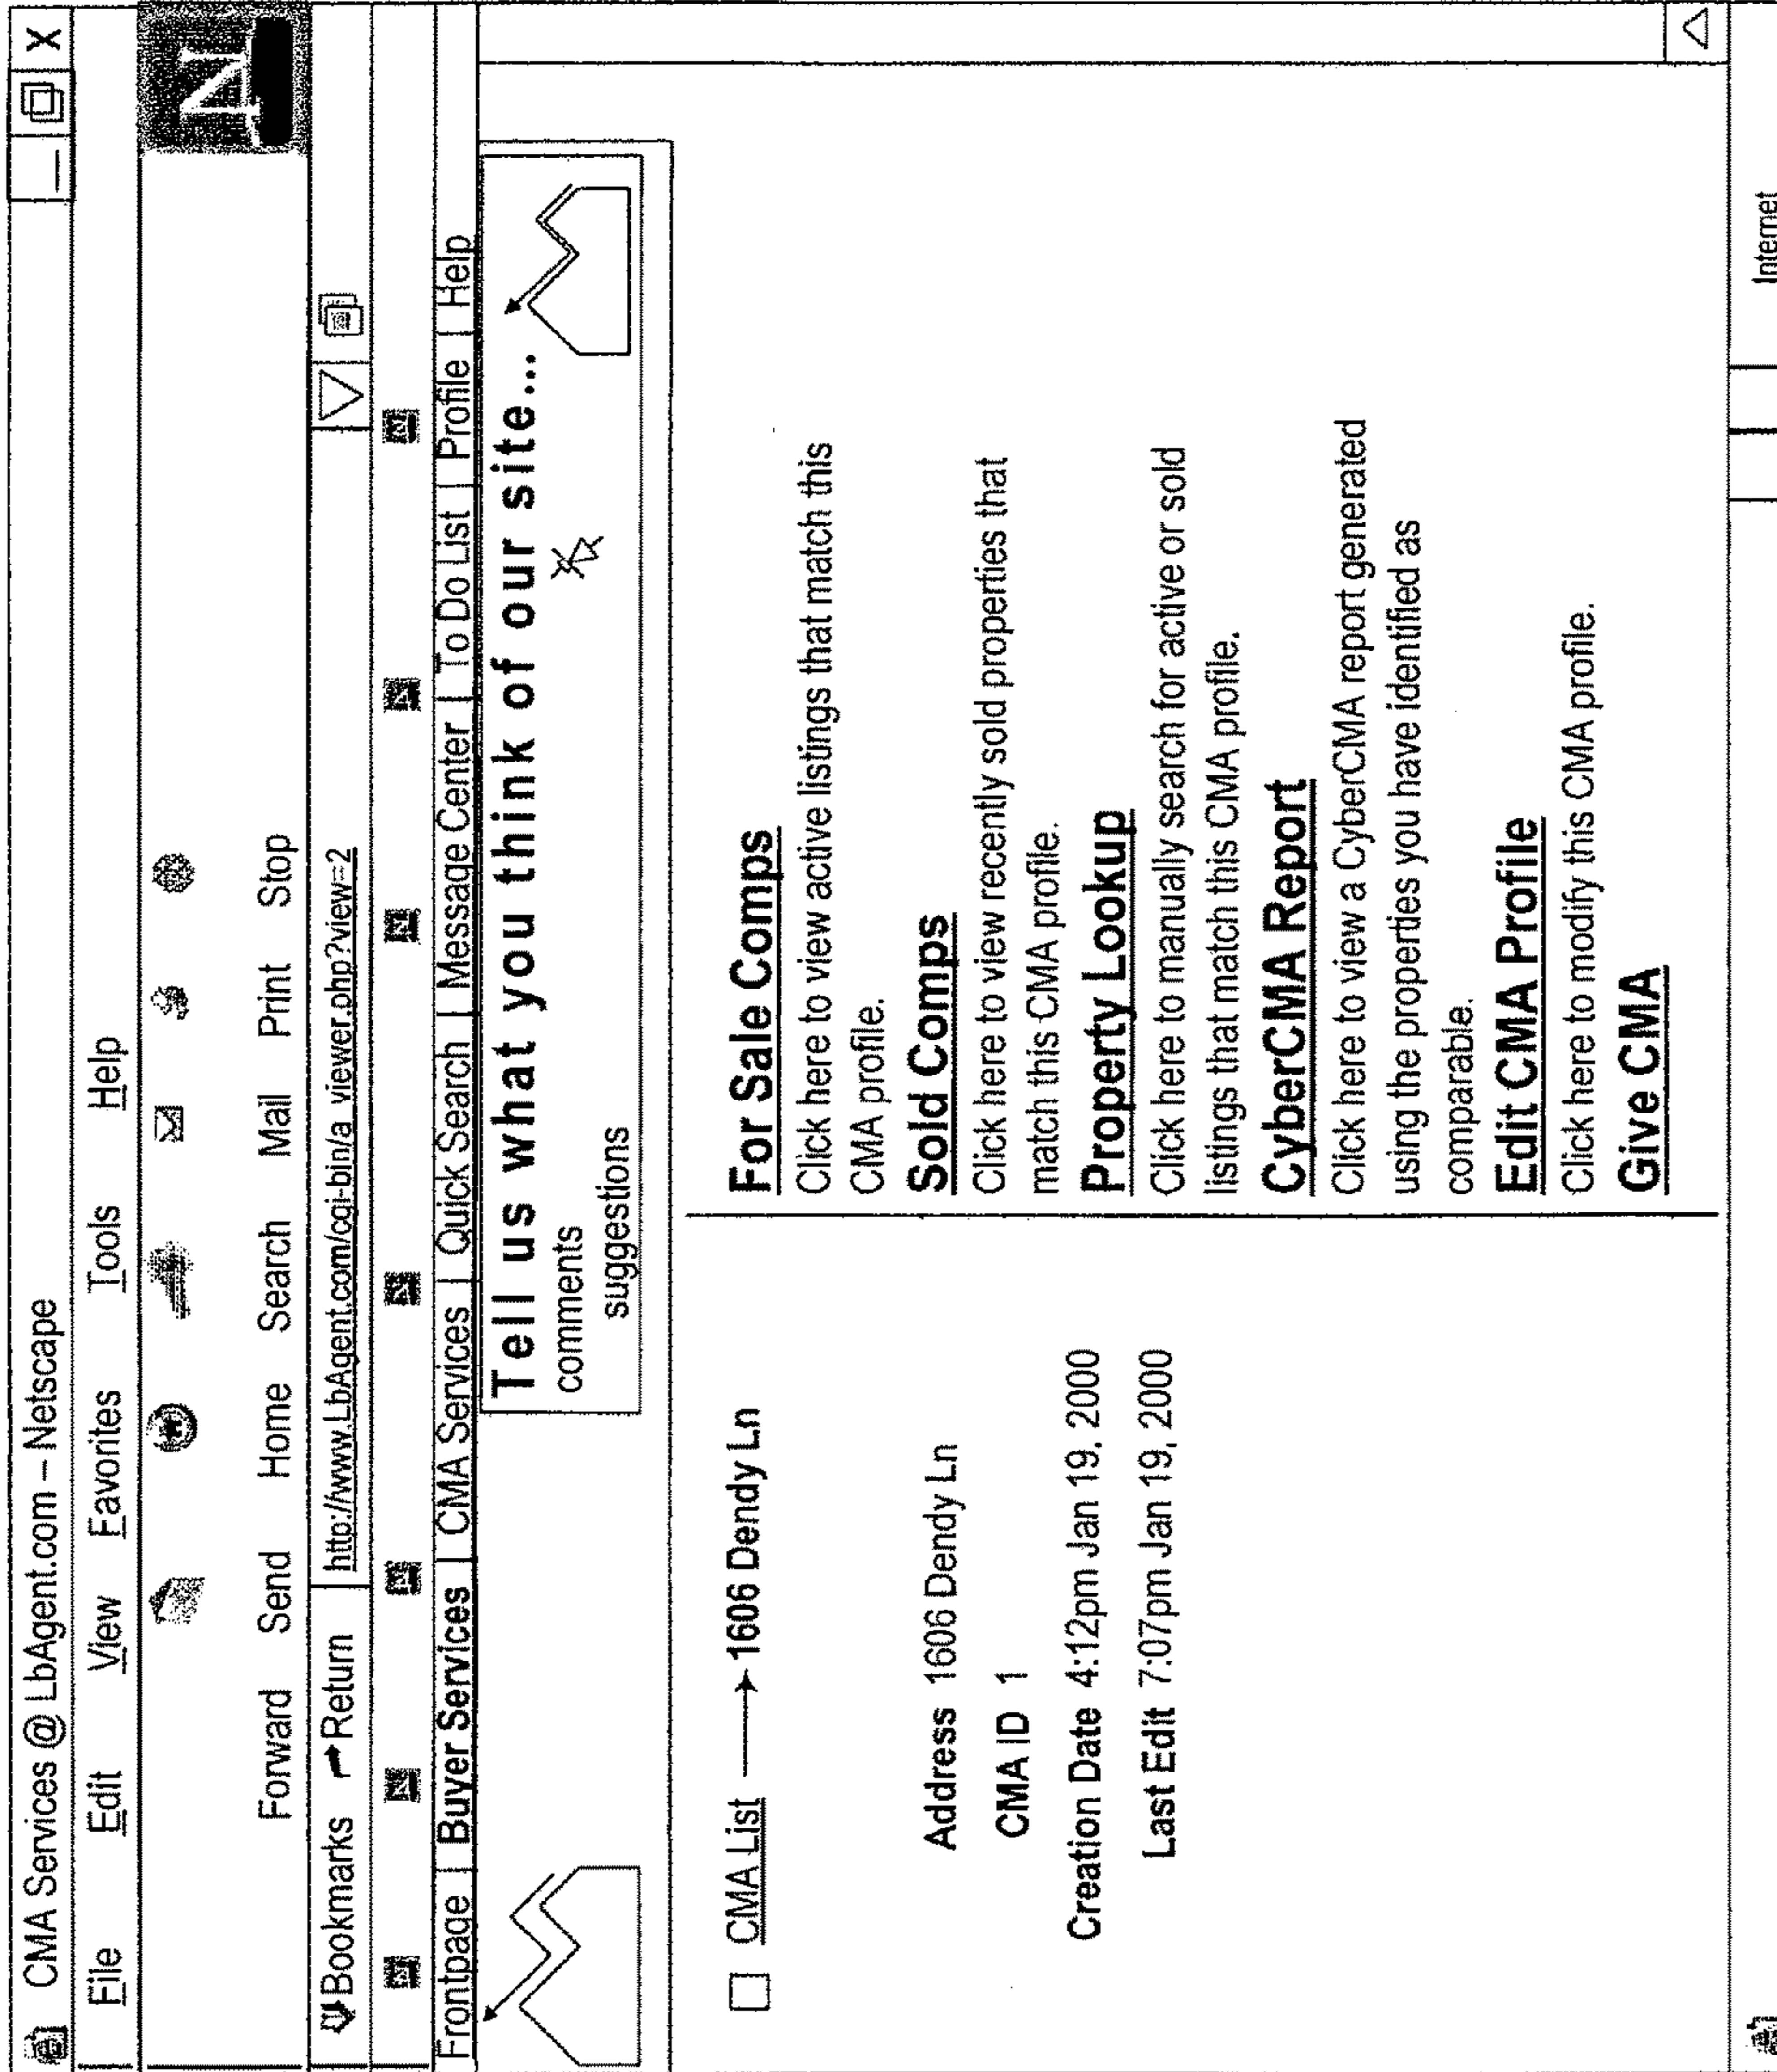 CMA Services @ LbAgent.com – Netscape
File Edit View Favorites Tools Help
Forward Send Home Search Mail Print Stop
Bookmarks Return http://www.LbAgent.com/cgi-bin/a_viewer.php?view=2
Frontpage | Buyer Services | CMA Services | Quick Search | Message Center | To Do List | Profile | Help
Tell us what you think of our site...
comments
suggestions
CMA List 1606 Dendy Ln
Address 1606 Dendy Ln
CMA ID 1
Creation Date 4:12pm Jan 19, 2000
Last Edit 7:07pm Jan 19, 2000
For Sale Comps
Click here to view active listings that match this
CMA profile.
Sold Comps
Click here to view recently sold properties that
match this CMA profile.
Property Lookup
Click here to manually search for active or sold
listings that match this CMA profile.
CyberCMA Report
Click here to view a CyberCMA report generated
using the properties you have identified as
comparable.
Edit CMA Profile
Click here to modify this CMA profile.
Give CMA
Internet